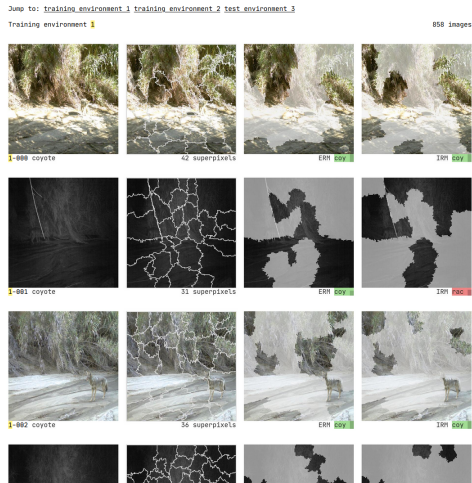 Jump to: training environment 1 training environment 2 test environment 3
Training environment 1 858 images
1-000 coyote 42 superpixels ERM coy IRM coy
1-001 coyote 31 superpixels ERM coy IRM rac
1-002 coyote 36 superpixels ERM coy IRM coy